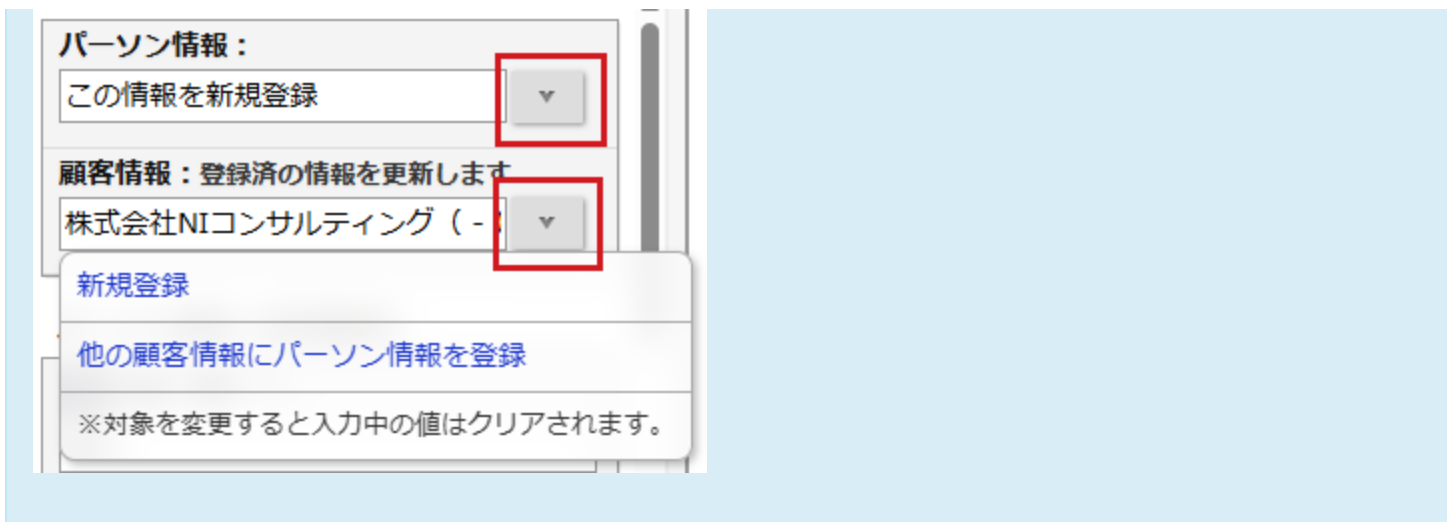 パーソン情報：
この情報を新規登録
顧客情報：登録済の情報を更新します
株式会社NIコンサルティング（ -
新規登録
他の顧客情報にパーソン情報を登録
※対象を変更すると入力中の値はクリアされます。